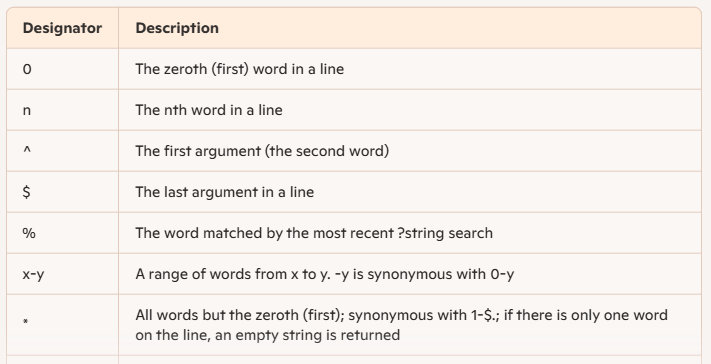 Designator Description
0 The zeroth (first) word in a line
n The nth word in a line
^ The first argument (the second word)
$ The last argument in a line
% The word matched by the most recent ?string search
x-y A range of words from x to y. -y is synonymous with 0-y
* All words but the zeroth (first); synonymous with 1-$.; if there is only one word
on the line, an empty string is returned